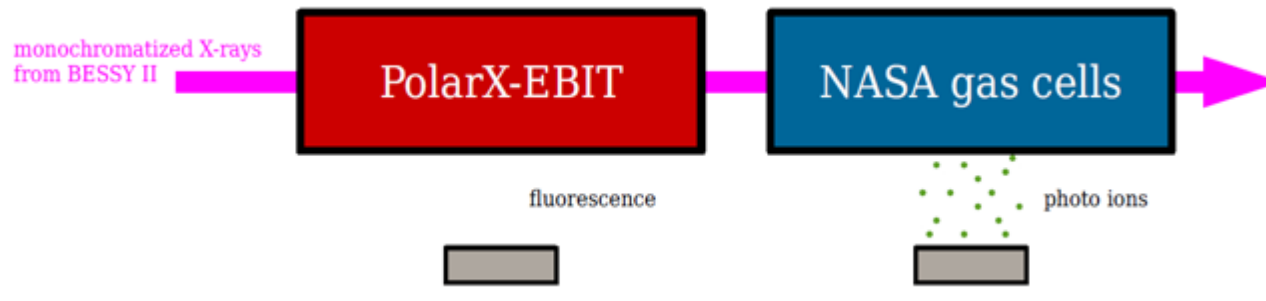 monochromatized X-rays
from BESSY II
PolarX-EBIT
NASA gas cells
fluorescence
photo ions